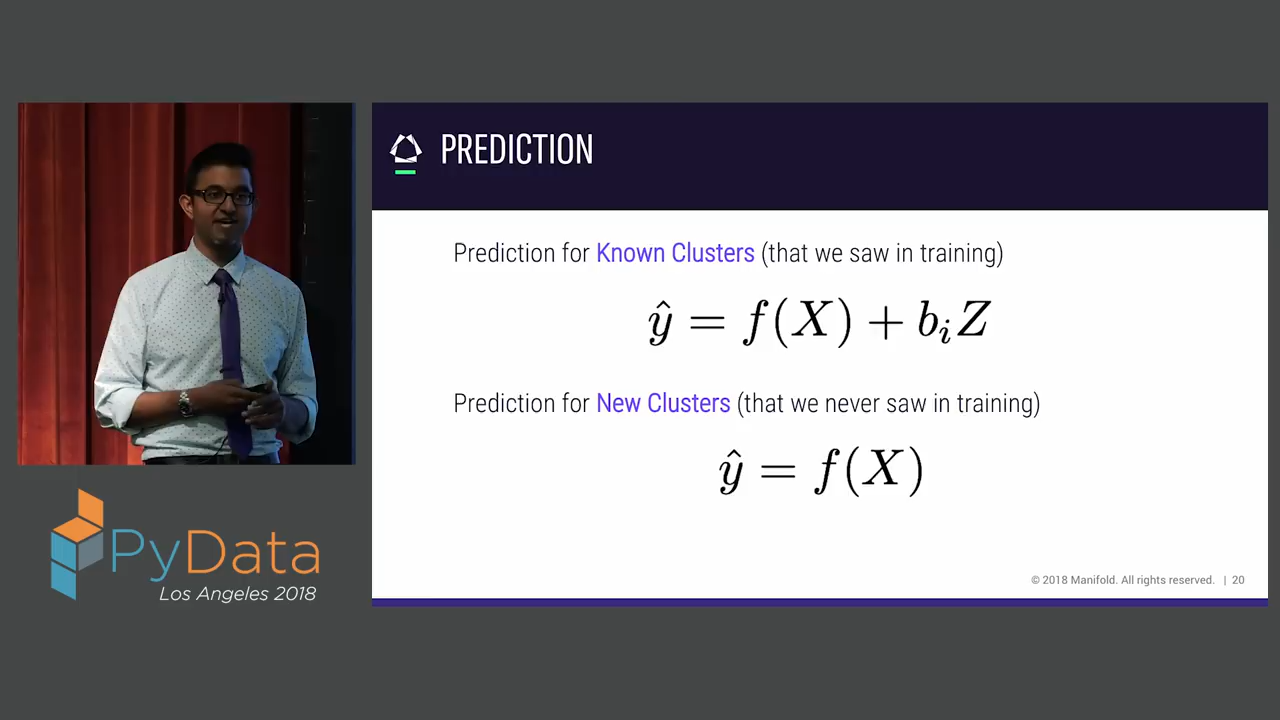 PREDICTION
Prediction for Known Clusters (that we saw in training)
ŷ = f(X) + bᵢZ
Prediction for New Clusters (that we never saw in training)
ŷ = f(X)
© 2018 Manifold. All rights reserved. | 20
PyData
Los Angeles 2018